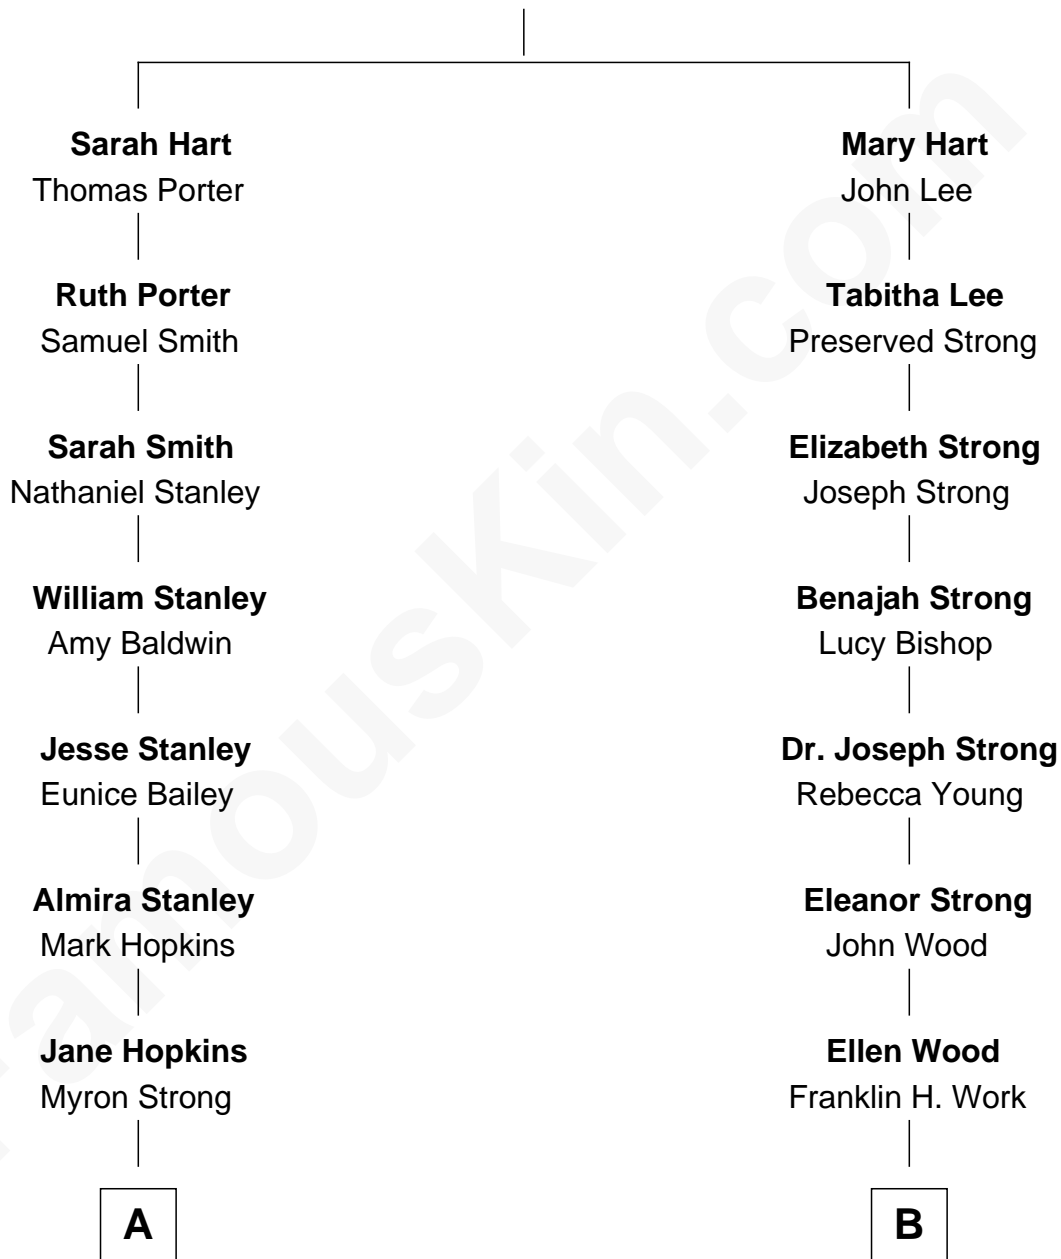 Sarah Hart
Thomas Porter
Mary Hart
John Lee
Ruth Porter
Samuel Smith
Tabitha Lee
Preserved Strong
Sarah Smith
Nathaniel Stanley
Elizabeth Strong
Joseph Strong
William Stanley
Amy Baldwin
Benajah Strong
Lucy Bishop
Jesse Stanley
Eunice Bailey
Dr. Joseph Strong
Rebecca Young
Almira Stanley
Mark Hopkins
Eleanor Strong
John Wood
Jane Hopkins
Myron Strong
Ellen Wood
Franklin H. Work
A
B
FamousKin.com